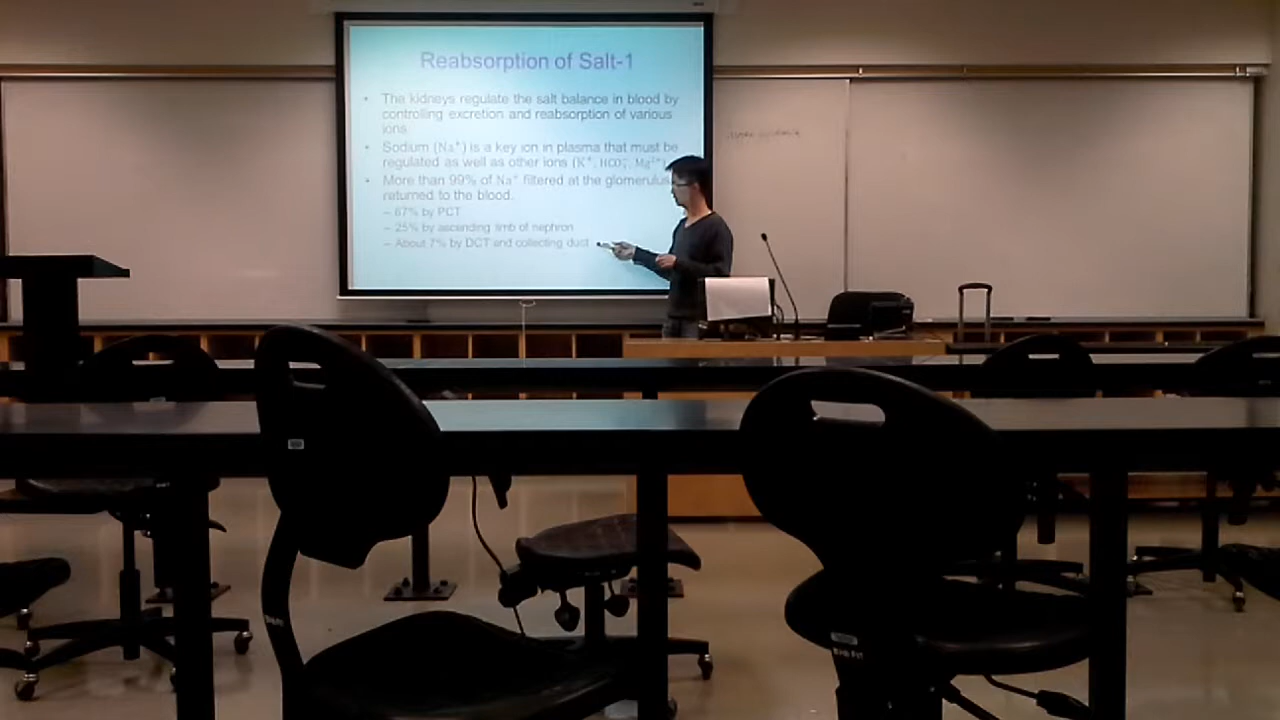 Reabsorption of Salt-1
• The kidneys regulate the salt balance in blood by
controlling excretion and reabsorption of various
ions.
• Sodium (Na⁺) is a key ion in plasma that must be
regulated as well as other ions (K⁺, HCO₃⁻, Mg²⁺)
• More than 99% of Na⁺ filtered at the glomerulus
returned to the blood.
– 67% by PCT
– 25% by ascending limb of nephron
– About 7% by DCT and collecting duct